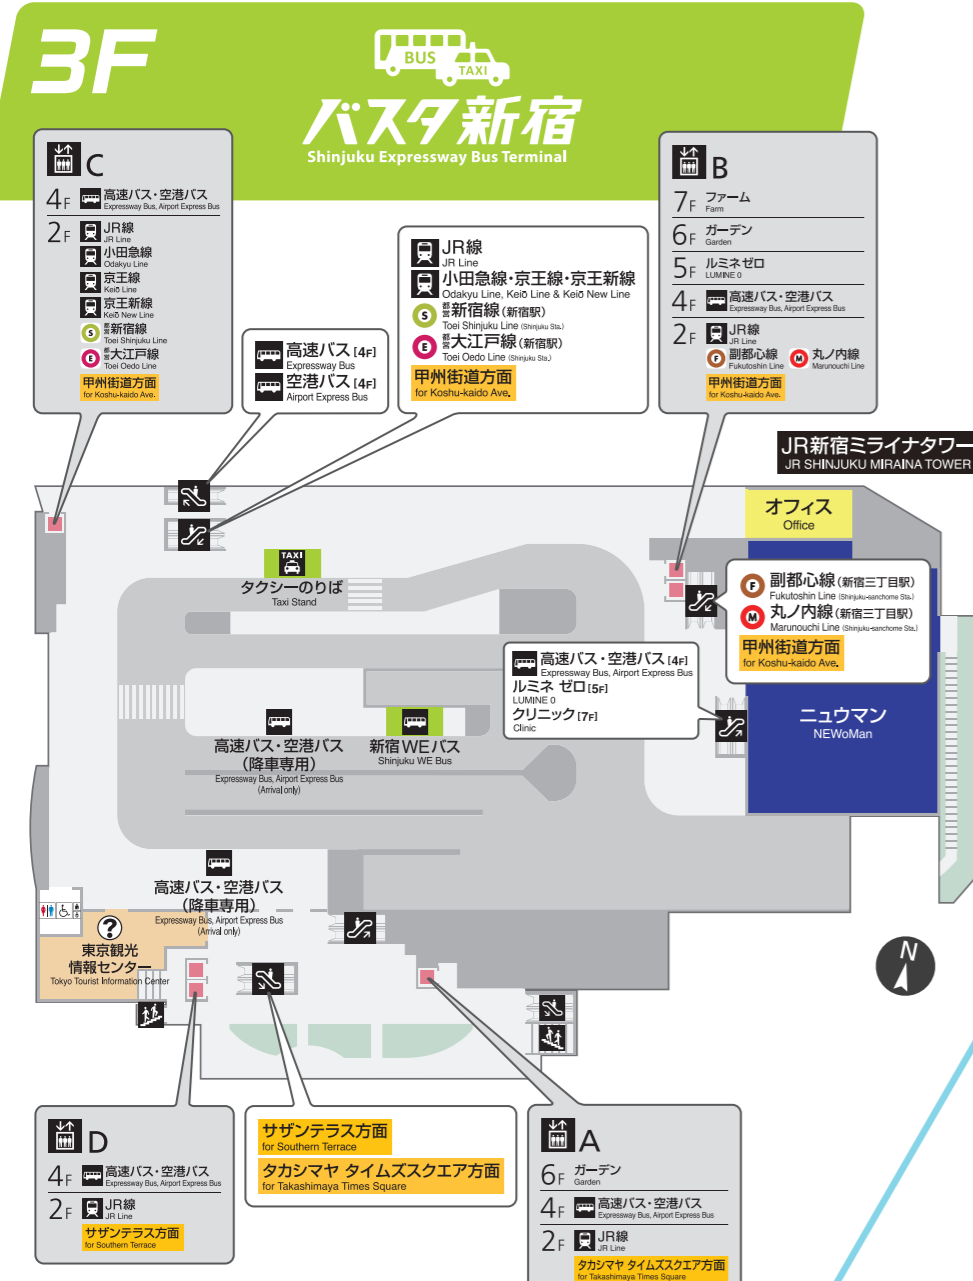 3F
BUS
TAXI
バスタ新宿
Shinjuku Expressway Bus Terminal
C
4F 高速バス・空港バス
Expressway Bus, Airport Express Bus
2F JR線
JR Line
小田急線
Odakyu Line
京王線
Keiō Line
京王新線
Keiō New Line
S 都営新宿線
Toei Shinjuku Line
E 都営大江戸線
Toei Oedo Line
甲州街道方面
for Koshu-kaido Ave.
高速バス [4F]
Expressway Bus
空港バス [4F]
Airport Express Bus
JR線
JR Line
小田急線・京王線・京王新線
Odakyu Line, Keiō Line & Keiō New Line
S 都営新宿線 (新宿駅)
Toei Shinjuku Line (Shinjuku Sta.)
E 都営大江戸線 (新宿駅)
Toei Oedo Line (Shinjuku Sta.)
甲州街道方面
for Koshu-kaido Ave.
B
7F ファーム
Farm
6F ガーデン
Garden
5F ルミネゼロ
LUMINE 0
4F 高速バス・空港バス
Expressway Bus, Airport Express Bus
2F JR線
JR Line
F 副都心線 M 丸ノ内線
Fukutoshin Line Marunouchi Line
甲州街道方面
for Koshu-kaido Ave.
JR新宿ミライナタワー
JR SHINJUKU MIRAINA TOWER
オフィス
Office
TAXI
タクシーのりば
Taxi Stand
F 副都心線 (新宿三丁目駅)
Fukutoshin Line (Shinjuku-sanchome Sta.)
M 丸ノ内線 (新宿三丁目駅)
Marunouchi Line (Shinjuku-sanchome Sta.)
甲州街道方面
for Koshu-kaido Ave.
高速バス・空港バス [4F]
Expressway Bus, Airport Express Bus
ルミネ ゼロ [5F]
LUMINE 0
クリニック [7F]
Clinic
ニュウマン
NEWoMan
高速バス・空港バス
(降車専用)
Expressway Bus, Airport Express Bus
(Arrival only)
新宿WEバス
Shinjuku WE Bus
高速バス・空港バス
(降車専用)
Expressway Bus, Airport Express Bus
(Arrival only)
?
東京観光
情報センター
Tokyo Tourist Information Center
N
D
4F 高速バス・空港バス
Expressway Bus, Airport Express Bus
2F JR線
JR Line
サザンテラス方面
for Southern Terrace
サザンテラス方面
for Southern Terrace
タカシマヤ タイムズスクエア方面
for Takashimaya Times Square
A
6F ガーデン
Garden
4F 高速バス・空港バス
Expressway Bus, Airport Express Bus
2F JR線
JR Line
タカシマヤ タイムズスクエア方面
for Takashimaya Times Square